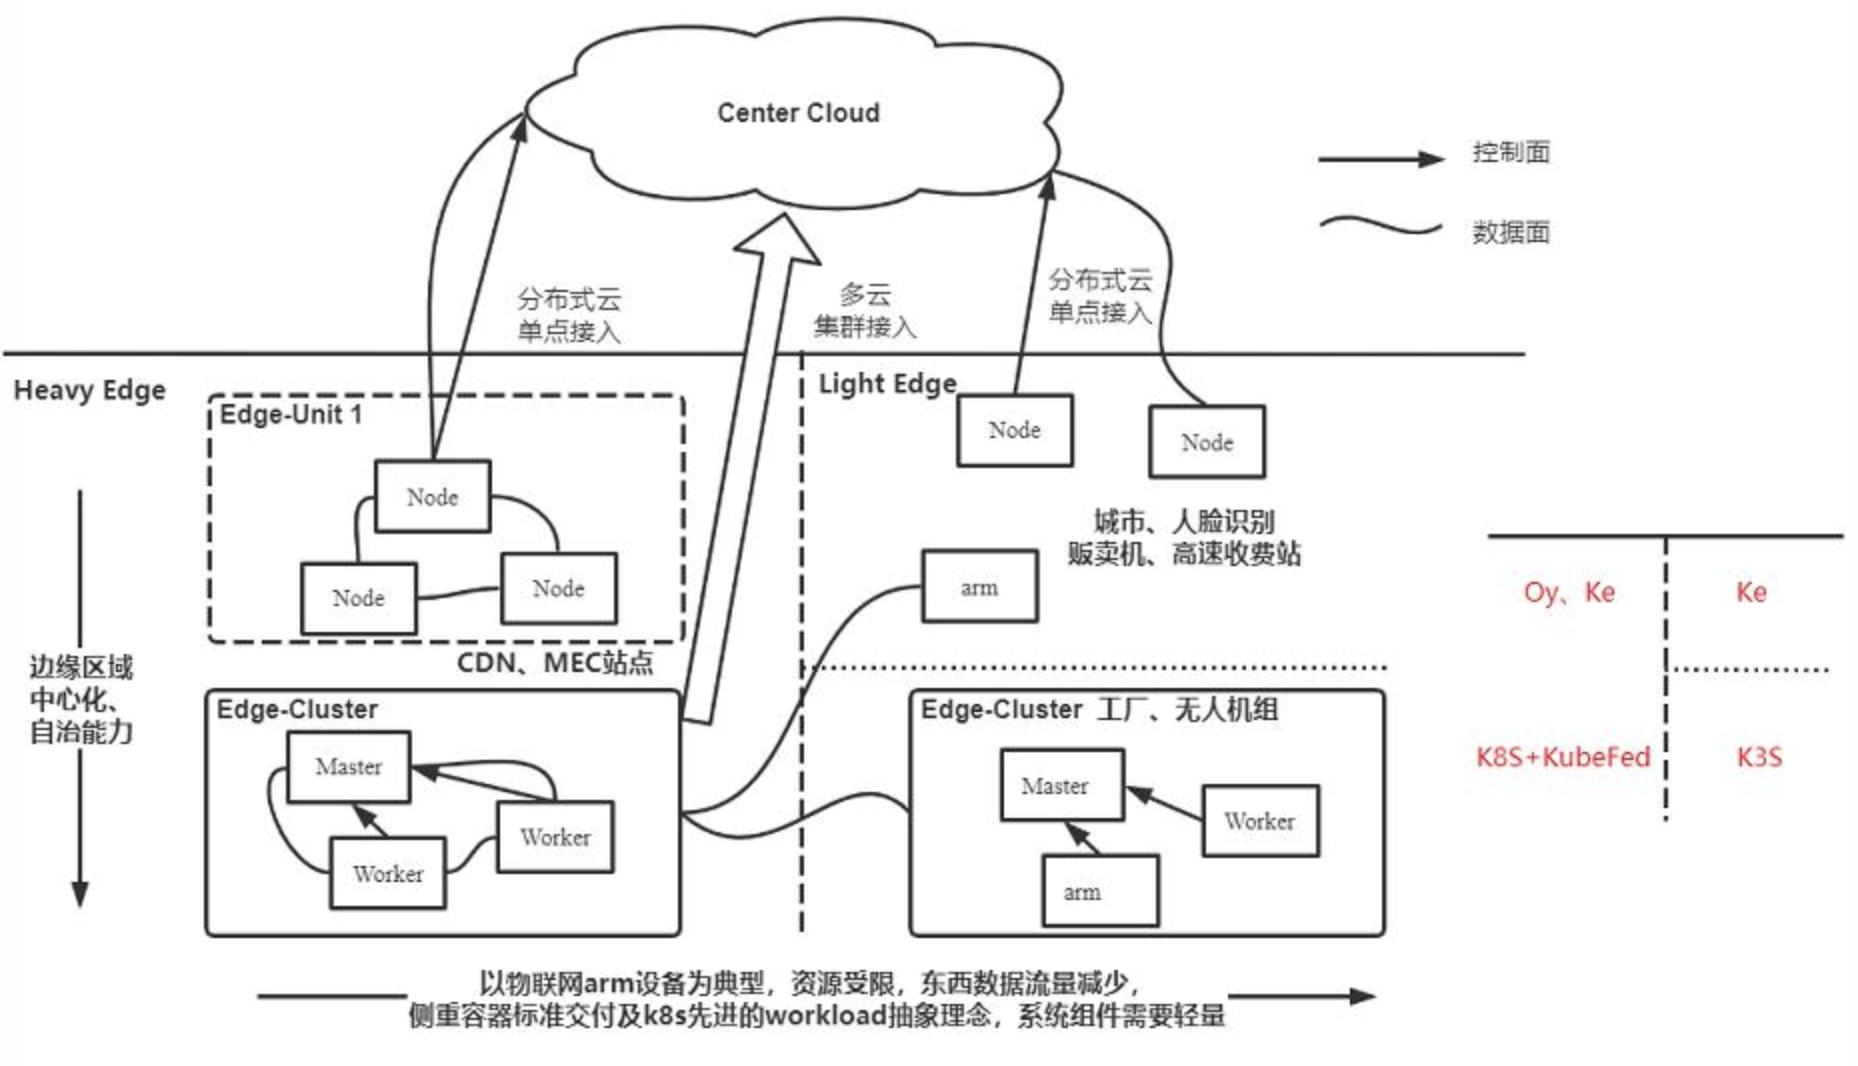 Center Cloud
控制面
数据面
分布式云
单点接入
多云
集群接入
分布式云
单点接入
Heavy Edge
Light Edge
Edge-Unit 1
Node
Node
Node
CDN、MEC站点
Node
Node
城市、人脸识别
贩卖机、高速收费站
arm
边缘区域
中心化、
自治能力
Edge-Cluster
Master
Worker
Worker
Edge-Cluster 工厂、无人机组
Master
Worker
arm
Oy、Ke
Ke
K8S+KubeFed
K3S
以物联网arm设备为典型，资源受限，东西数据流量减少，
侧重容器标准交付及k8s先进的workload抽象理念，系统组件需要轻量